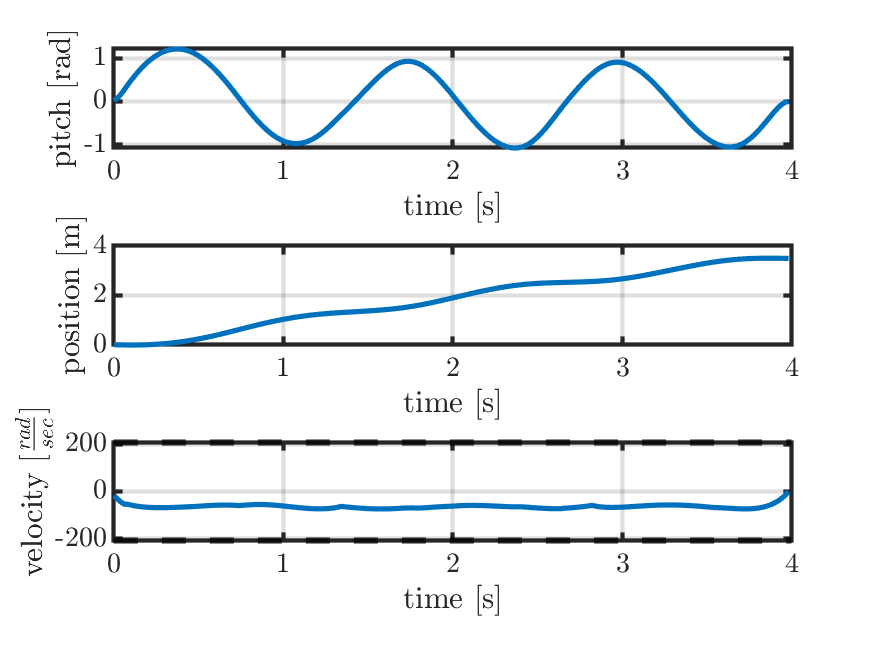 pitch [rad]
1
0
-1
0 1 2 3 4
time [s]
position [m]
4
2
0
0 1 2 3 4
time [s]
velocity [rad/sec]
200
0
-200
0 1 2 3 4
time [s]